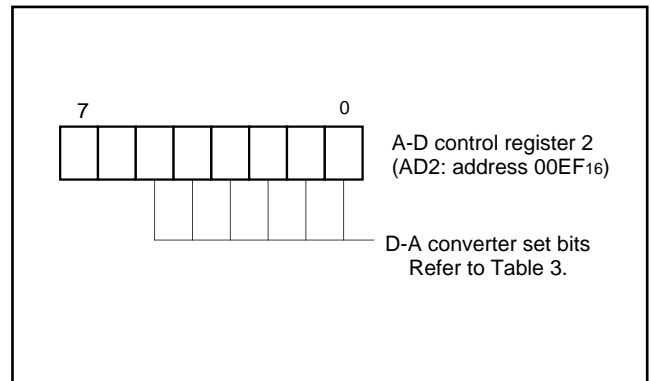 7 0
A-D control register 2
(AD2: address 00EF16)
D-A converter set bits
Refer to Table 3.